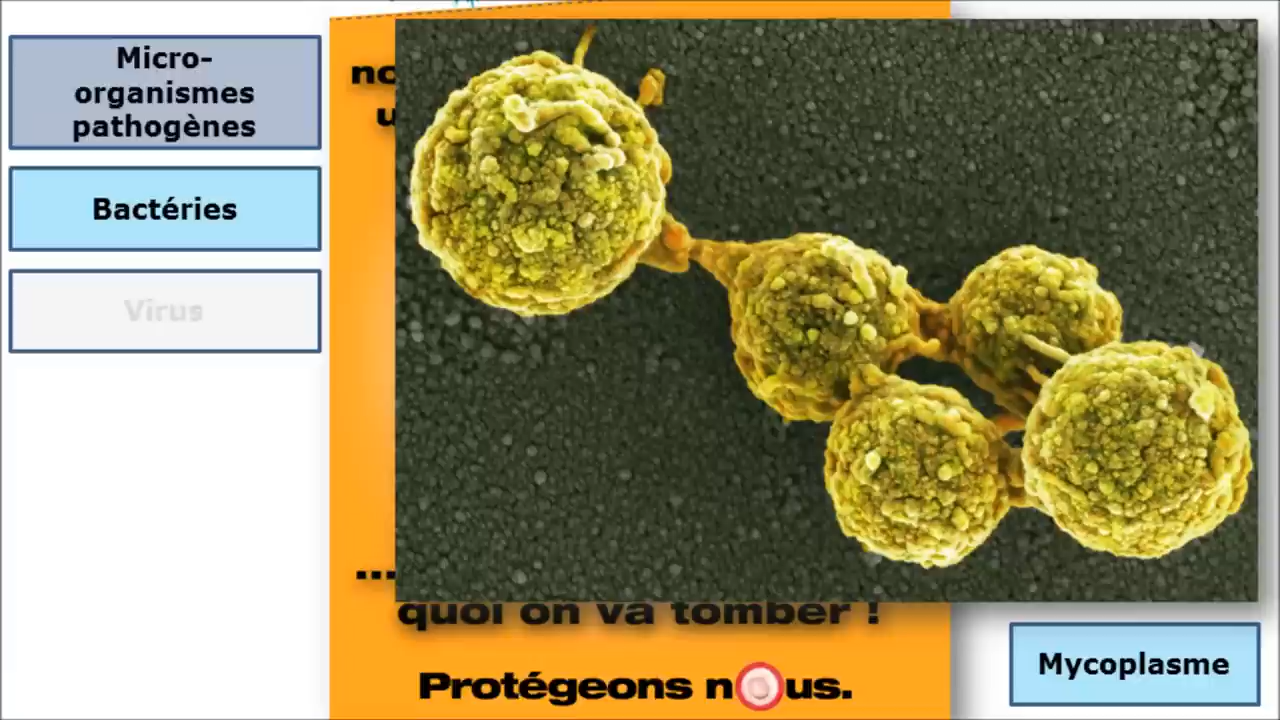 Micro-
organismes
pathogènes
Bactéries
Virus
...
quoi on va tomber !
Protégeons nous.
Mycoplasme